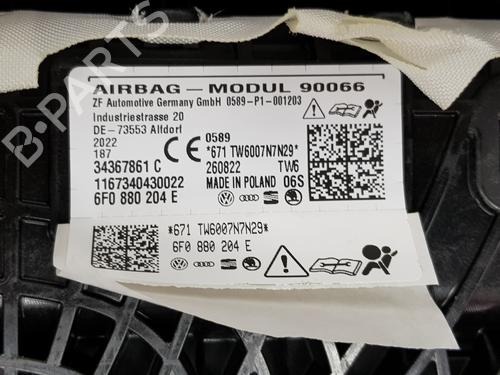 AIRBAG – MODUL 90066
ZF Automotive Germany GmbH 0589-P1-001203
Industriestrasse 20
DE-73553 Alfdorf
2022
187
0589
*671 TW6007N7N29*
34367861 C
260822 TW6
1167340430022
MADE IN POLAND 06S
6F0 880 204 E
*671 TW6007N7N29*
6F0 880 204 E